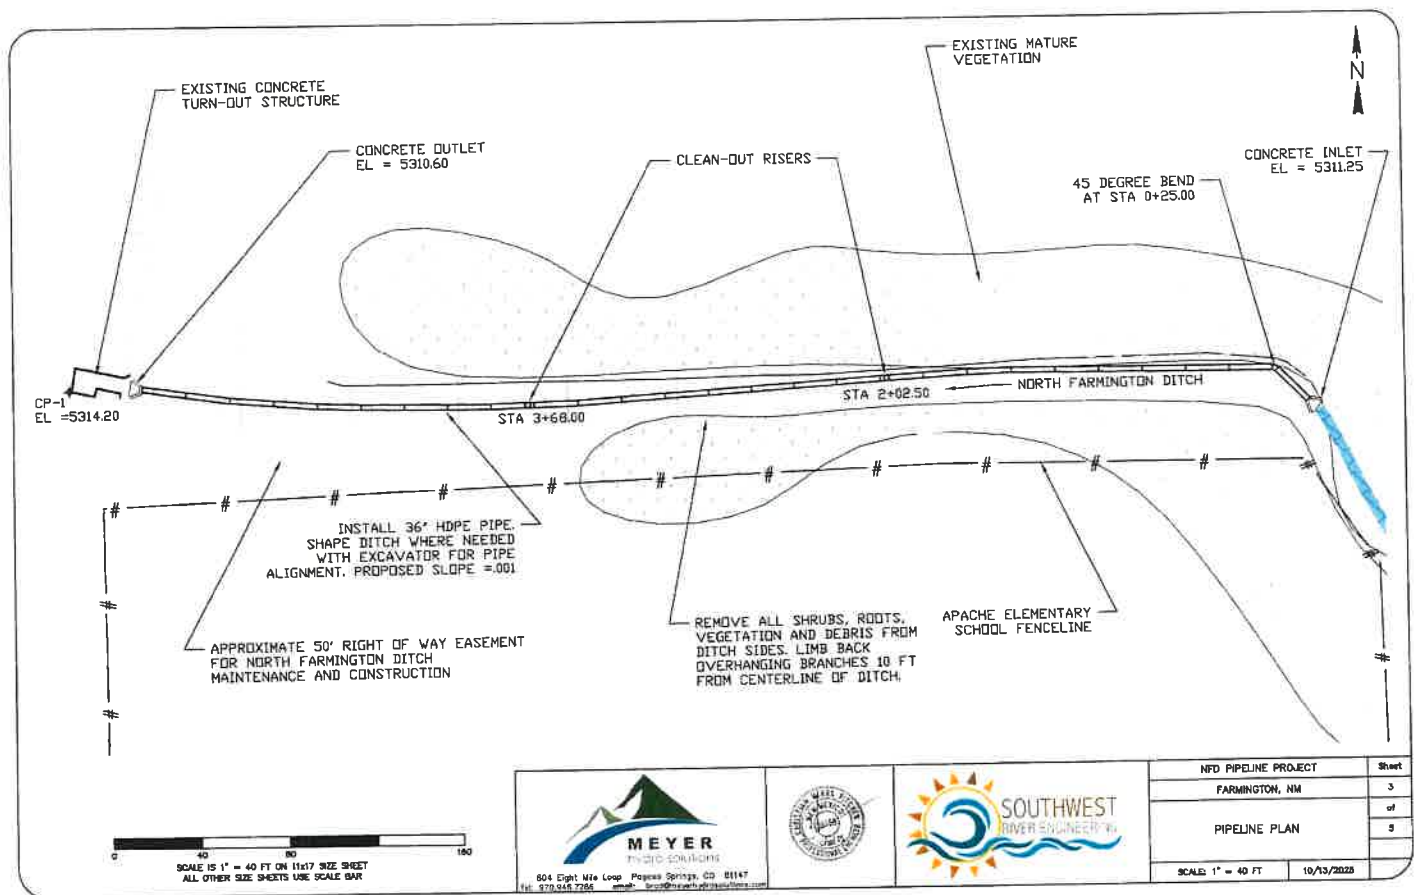 EXISTING MATURE
VEGETATION
N
EXISTING CONCRETE
TURN-OUT STRUCTURE
CONCRETE OUTLET
EL = 5310.60
CLEAN-OUT RISERS
CONCRETE INLET
EL = 5311.25
45 DEGREE BEND
AT STA 0+25.00
CP-1
EL =5314.20
STA 3+68.00
STA 2+02.50
NORTH FARMINGTON DITCH
INSTALL 36" HDPE PIPE.
SHAPE DITCH WHERE NEEDED
WITH EXCAVATOR FOR PIPE
ALIGNMENT. PROPOSED SLOPE =.001
APPROXIMATE 50' RIGHT OF WAY EASEMENT
FOR NORTH FARMINGTON DITCH
MAINTENANCE AND CONSTRUCTION
REMOVE ALL SHRUBS, ROOTS,
VEGETATION AND DEBRIS FROM
DITCH SIDES. LIMB BACK
OVERHANGING BRANCHES 10 FT
FROM CENTERLINE OF DITCH.
APACHE ELEMENTARY
SCHOOL FENCELINE
0 40 80 160
SCALE IS 1" = 40 FT ON 11x17 SIZE SHEET
ALL OTHER SIZE SHEETS USE SCALE BAR
MEYER
hydro solutions
604 Eight Mile Loop Pagosa Springs, CO 81147
PROFESSIONAL
SOUTHWEST
RIVER ENGINEERING
NFD PIPELINE PROJECT
FARMINGTON, NM
PIPELINE PLAN
SCALE: 1" = 40 FT
10/13/2025
Sheet
3
of
5